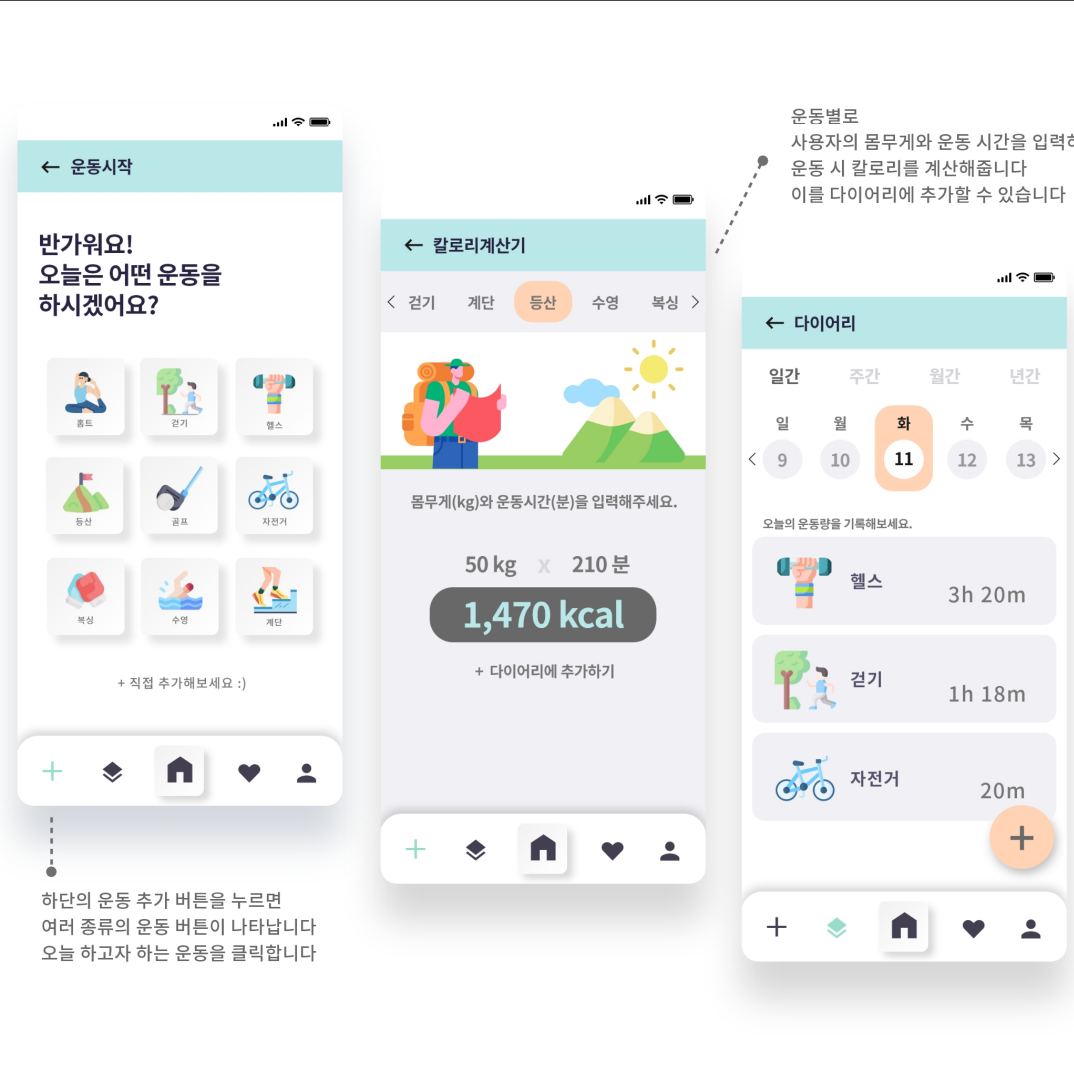 운동시작
반가워요!
오늘은 어떤 운동을
하시겠어요?
홈트
걷기
헬스
등산
골프
자전거
복싱
수영
계단
+ 직접 추가해보세요 :)
하단의 운동 추가 버튼을 누르면
여러 종류의 운동 버튼이 나타납니다
오늘 하고자 하는 운동을 클릭합니다
칼로리계산기
걷기 계단 등산 수영 복싱
몸무게(kg)와 운동시간(분)을 입력해주세요.
50 kg x 210 분
1,470 kcal
+ 다이어리에 추가하기
운동별로
사용자의 몸무게와 운동 시간을
운동 시 칼로리를 계산해줍니다
이를 다이어리에 추가할 수 있습니다
다이어리
일간 주간 월간 년간
일 월 화 수 목
9 10 11 12 13
오늘의 운동량을 기록해보세요.
헬스
3h 20m
걷기
1h 18m
자전거
20m
+